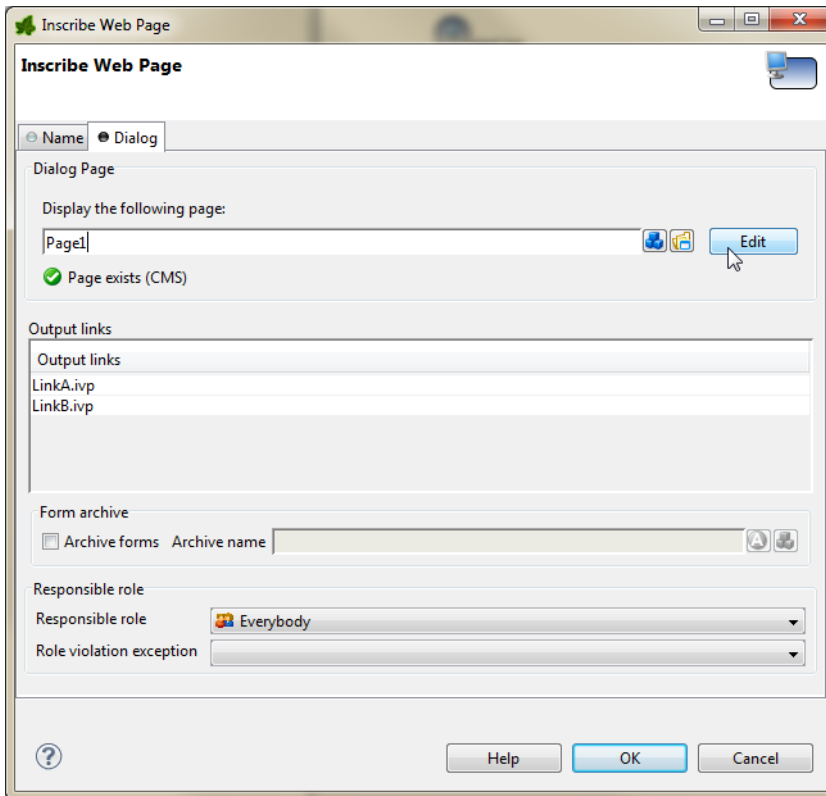 Inscribe Web Page
Inscribe Web Page
Name Dialog
Dialog Page
Display the following page:
Page1 Edit
Page exists (CMS)
Output links
Output links
LinkA.ivp
LinkB.ivp
Form archive
Archive forms Archive name A
Responsible role
Responsible role Everybody
Role violation exception
? Help OK Cancel